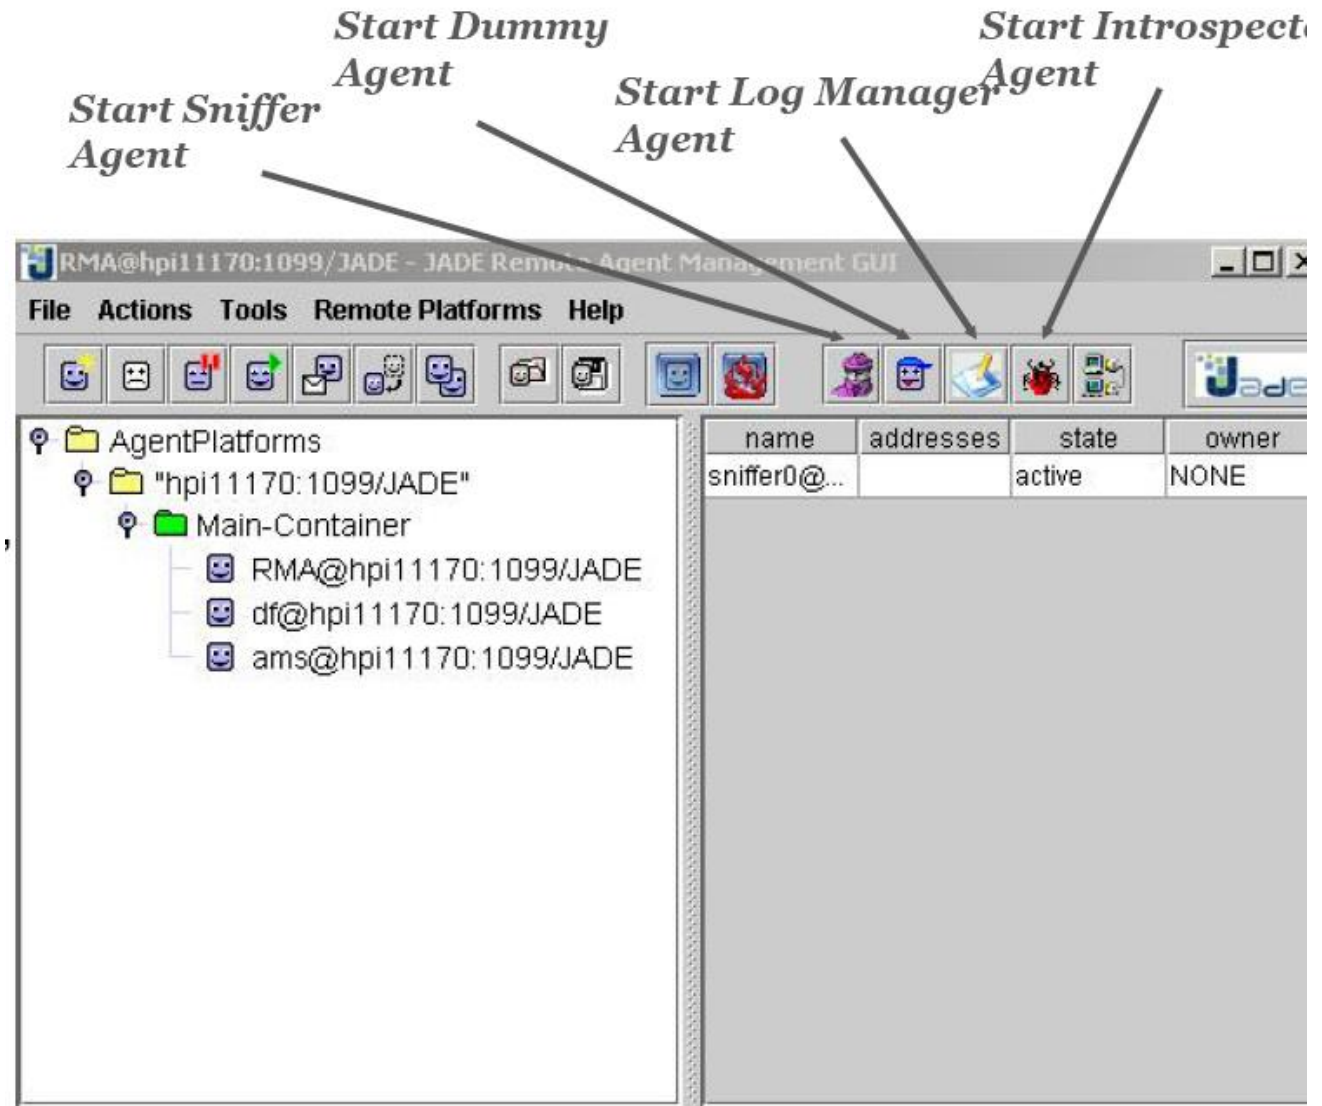 Start Dummy
Agent
Start Introspect
Agent
Start Log Manager
Agent
Start Sniffer
Agent
RMA@hpi11170:1099/JADE - JADE Remote Agent Management GUI
File Actions Tools Remote Platforms Help
Jade
AgentPlatforms
"hpi11170:1099/JADE"
Main-Container
RMA@hpi11170:1099/JADE
df@hpi11170:1099/JADE
ams@hpi11170:1099/JADE
name addresses state owner
sniffer0@... active NONE
,